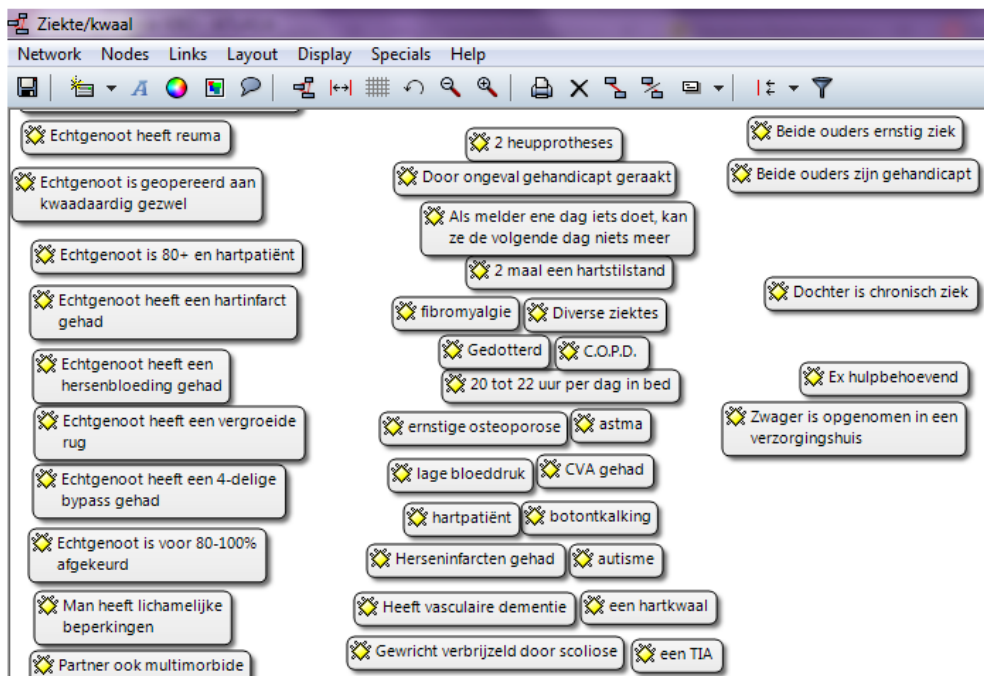 Ziekte/kwaal
Network Nodes Links Layout Display Specials Help
Echtgenoot heeft reuma
Echtgenoot is geopereerd aan
kwaadaardig gezwel
Echtgenoot is 80+ en hartpatiënt
Echtgenoot heeft een hartinfarct
gehad
Echtgenoot heeft een
hersenbloeding gehad
Echtgenoot heeft een vergroeide
rug
Echtgenoot heeft een 4-delige
bypass gehad
Echtgenoot is voor 80-100%
afgekeurd
Man heeft lichamelijke
beperkingen
Partner ook multimorbide
2 heupprotheses
Door ongeval gehandicapt geraakt
Als melder ene dag iets doet, kan
ze de volgende dag niets meer
2 maal een hartstilstand
fibromyalgie
Diverse ziektes
Gedotterd
C.O.P.D.
20 tot 22 uur per dag in bed
ernstige osteoporose
astma
lage bloeddruk
CVA gehad
hartpatiënt
botontkalking
Herseninfarcten gehad
autisme
Heeft vasculaire dementie
een hartkwaal
Gewricht verbrijzeld door scoliose
een TIA
Beide ouders ernstig ziek
Beide ouders zijn gehandicapt
Dochter is chronisch ziek
Ex hulpbehoevend
Zwager is opgenomen in een
verzorgingshuis